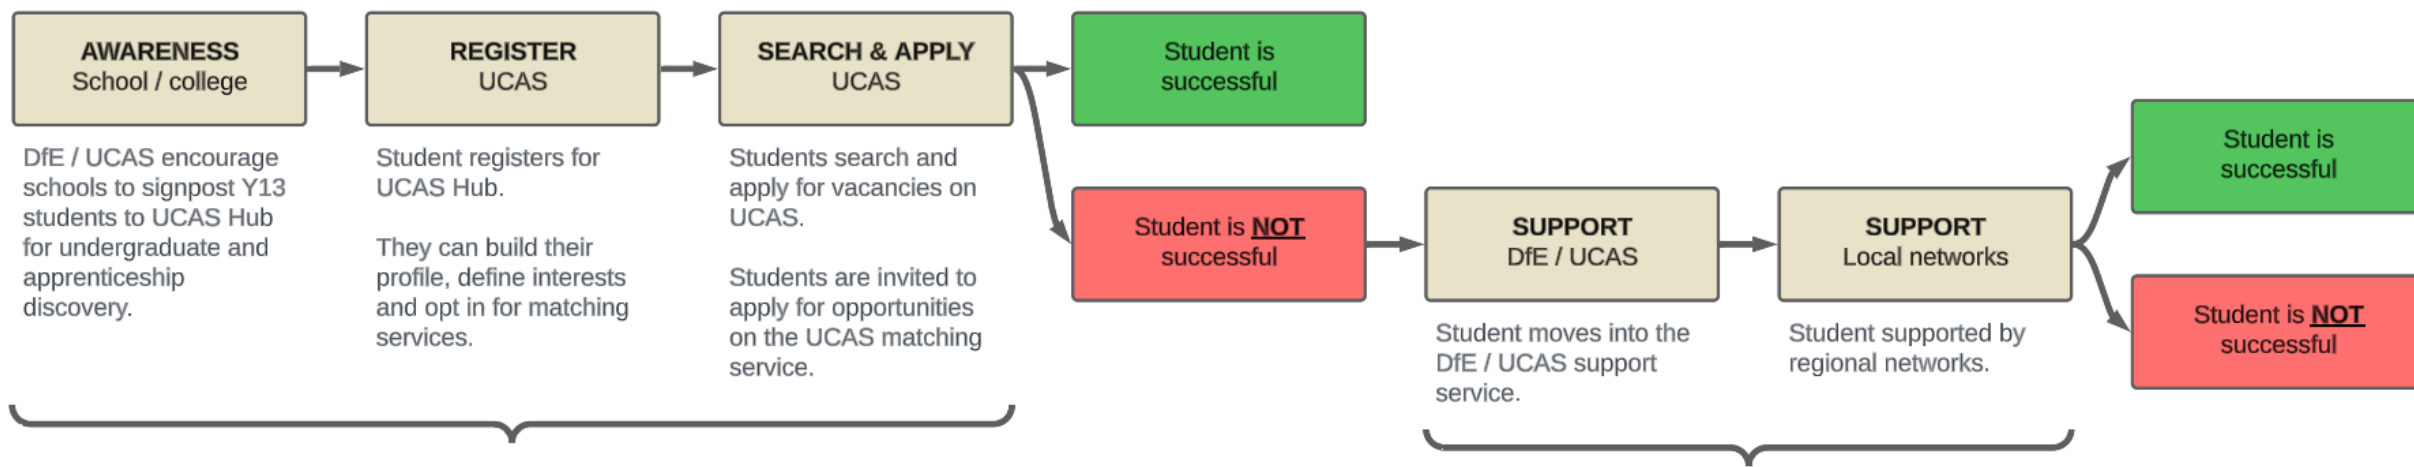 AWARENESS
School / college
DfE / UCAS encourage
schools to signpost Y13
students to UCAS Hub
for undergraduate and
apprenticeship
discovery.
REGISTER
UCAS
Student registers for
UCAS Hub.
They can build their
profile, define interests
and opt in for matching
services.
SEARCH & APPLY
UCAS
Students search and
apply for vacancies on
UCAS.
Students are invited to
apply for opportunities
on the UCAS matching
service.
Student is
successful
Student is NOT
successful
SUPPORT
DfE / UCAS
Student moves into the
DfE / UCAS support
service.
SUPPORT
Local networks
Student supported by
regional networks.
Student is
successful
Student is NOT
successful